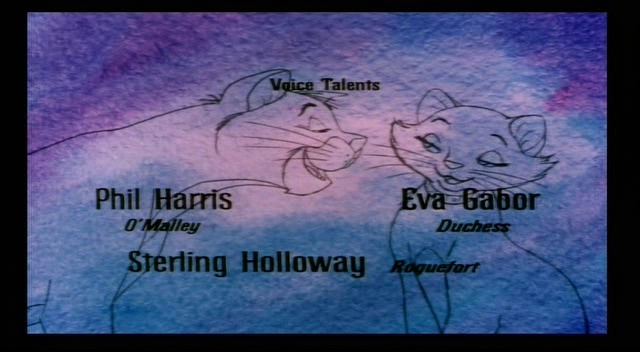 Voice Talents
Phil Harris Eva Gabor
O'Malley Duchess
Sterling Holloway Roquefort